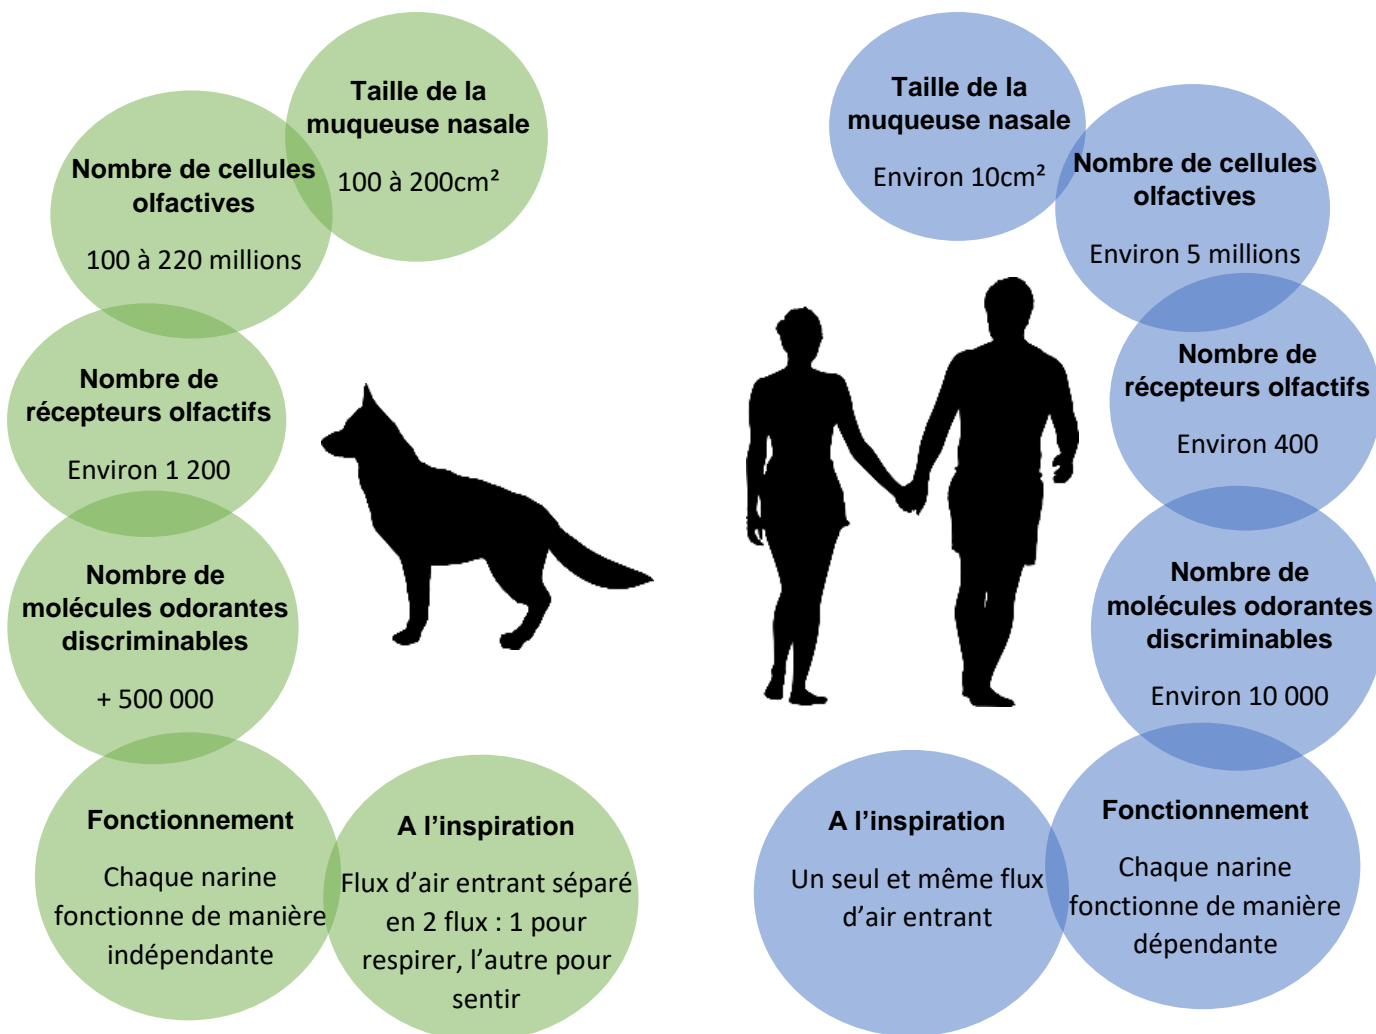 Taille de la
muqueuse nasale
100 à 200cm²
Nombre de cellules
olfactives
100 à 220 millions
Nombre de
récepteurs olfactifs
Environ 1 200
Nombre de
molécules odorantes
discriminables
+ 500 000
Fonctionnement
Chaque narine
fonctionne de manière
indépendante
A l’inspiration
Flux d’air entrant séparé
en 2 flux : 1 pour
respirer, l’autre pour
sentir
Taille de la
muqueuse nasale
Environ 10cm²
Nombre de cellules
olfactives
Environ 5 millions
Nombre de
récepteurs olfactifs
Environ 400
Nombre de
molécules odorantes
discriminables
Environ 10 000
Fonctionnement
Chaque narine
fonctionne de manière
dépendante
A l’inspiration
Un seul et même flux
d’air entrant